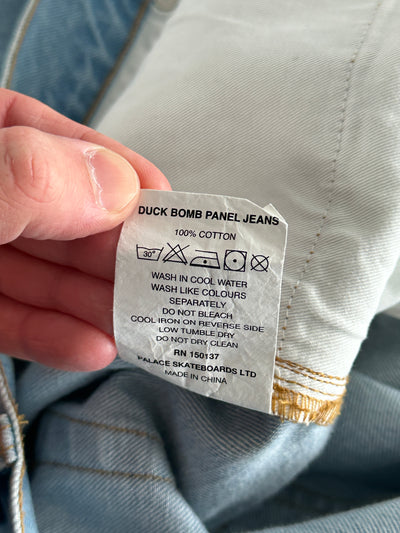 DUCK BOMB PANEL JEANS
100% COTTON
30°
WASH IN COOL WATER
WASH LIKE COLOURS
SEPARATELY
DO NOT BLEACH
COOL IRON ON REVERSE SIDE
LOW TUMBLE DRY
DO NOT DRY CLEAN
RN 150137
PALACE SKATEBOARDS LTD
MADE IN CHINA